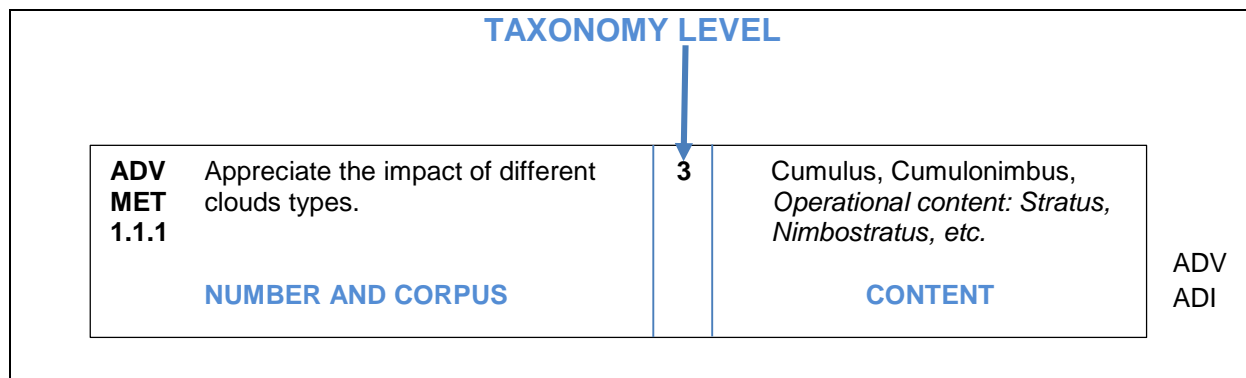 TAXONOMY LEVEL
ADV Appreciate the impact of different 3 Cumulus, Cumulonimbus,
MET clouds types. Operational content: Stratus,
1.1.1 Nimbostratus, etc.
ADV
NUMBER AND CORPUS CONTENT ADI